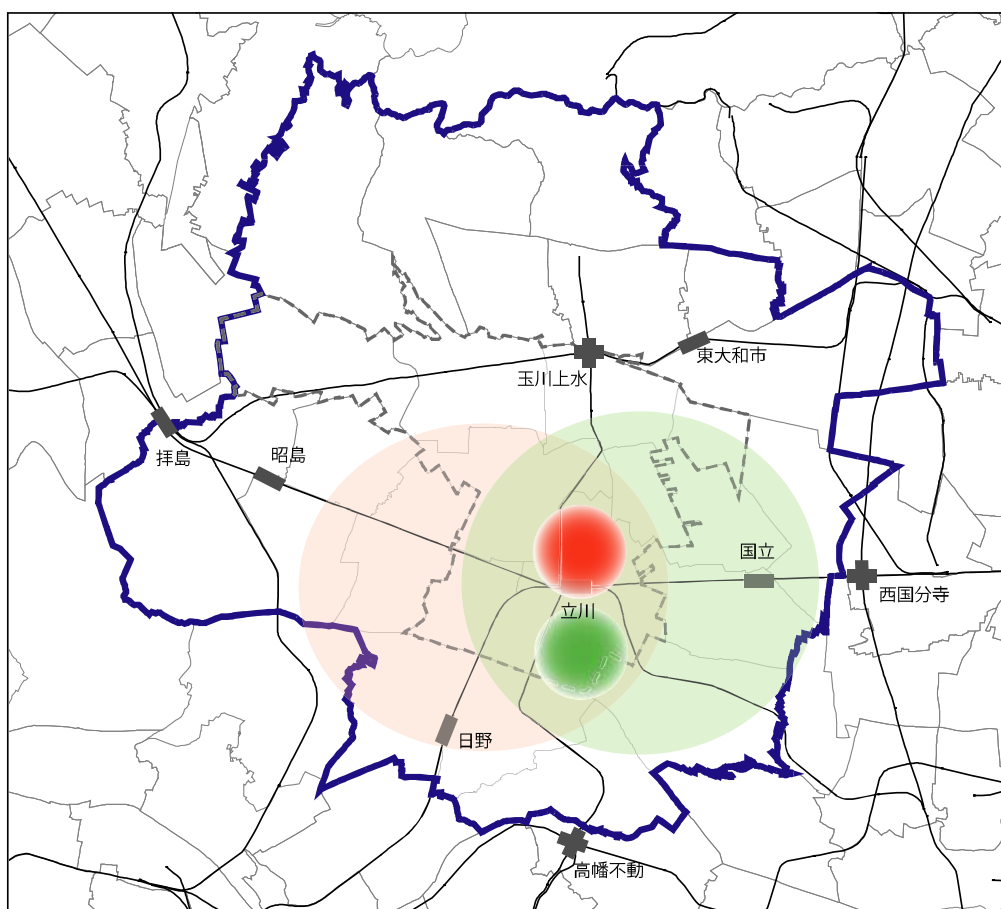 東大和市
玉川上水
昭島
拝島
国立
西国分寺
立川
日野
高幡不動